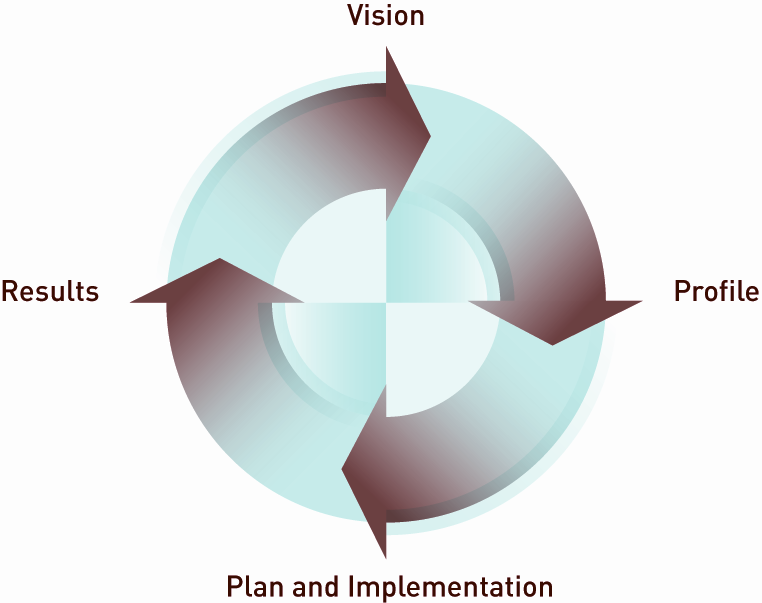 Vision
Results
Profile
Plan and Implementation